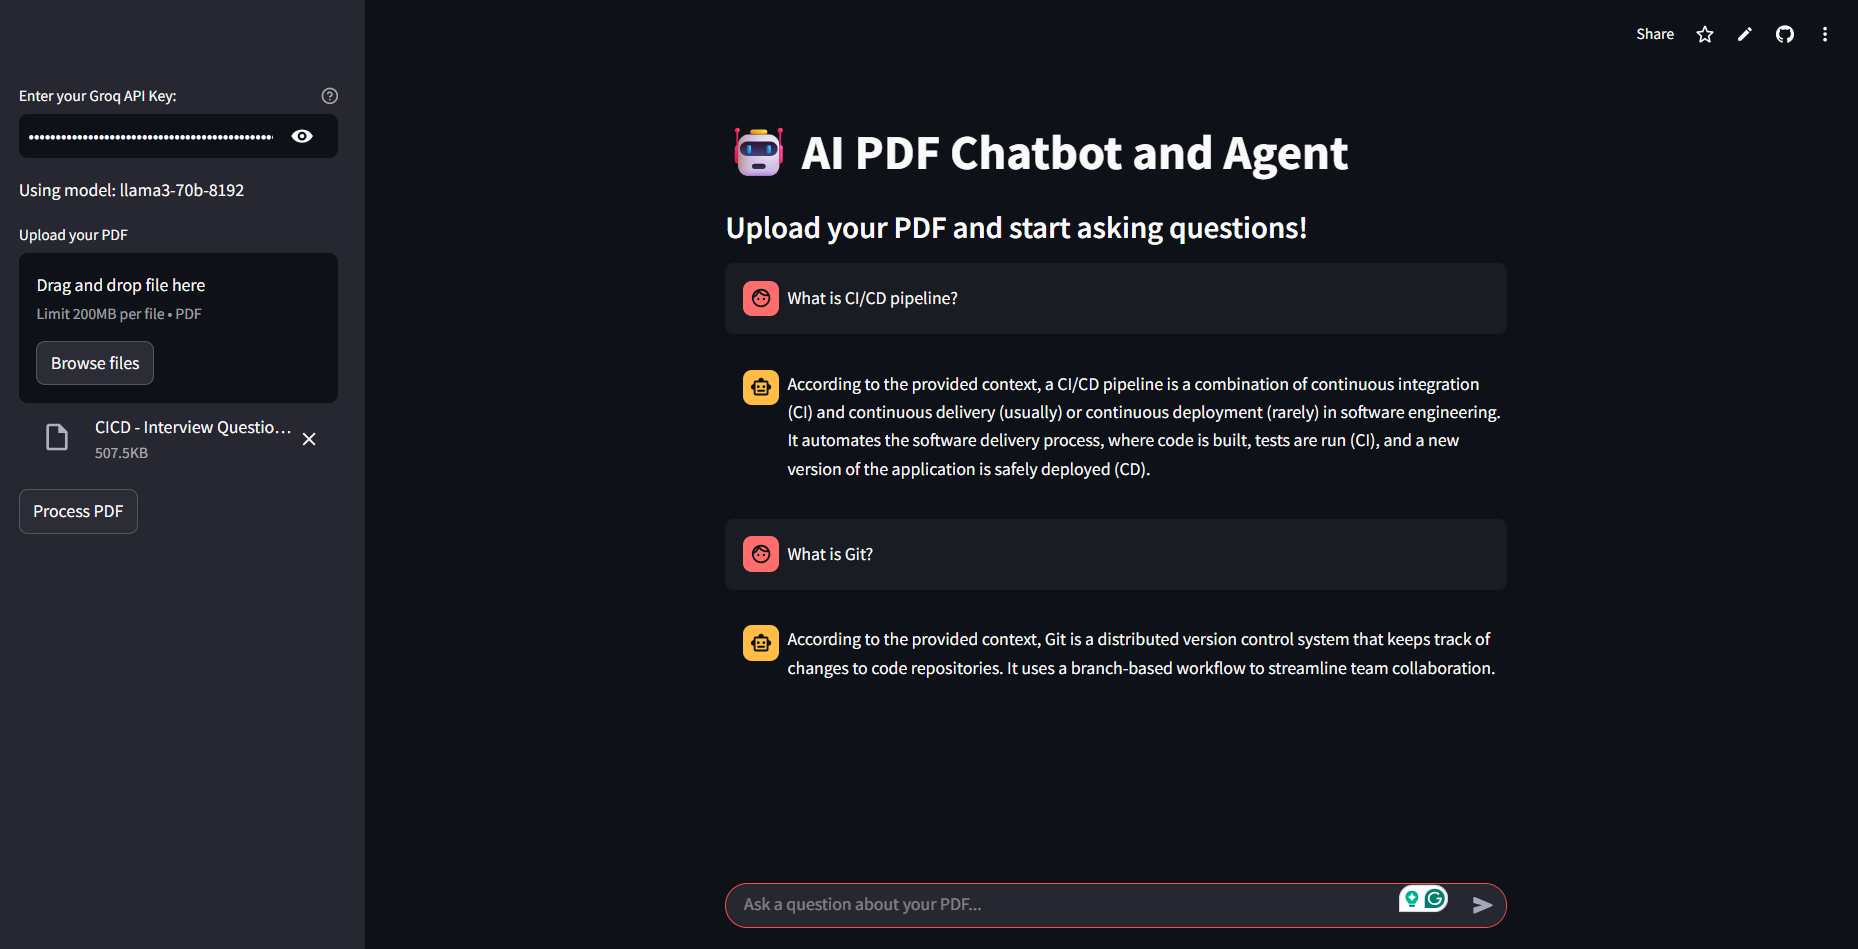 Share
Enter your Groq API Key:
Using model: llama3-70b-8192
Upload your PDF
Drag and drop file here
Limit 200MB per file • PDF
Browse files
CICD - Interview Questio...
507.5KB
Process PDF
AI PDF Chatbot and Agent
Upload your PDF and start asking questions!
What is CI/CD pipeline?
According to the provided context, a CI/CD pipeline is a combination of continuous integration
(CI) and continuous delivery (usually) or continuous deployment (rarely) in software engineering.
It automates the software delivery process, where code is built, tests are run (CI), and a new
version of the application is safely deployed (CD).
What is Git?
According to the provided context, Git is a distributed version control system that keeps track of
changes to code repositories. It uses a branch-based workflow to streamline team collaboration.
Ask a question about your PDF...